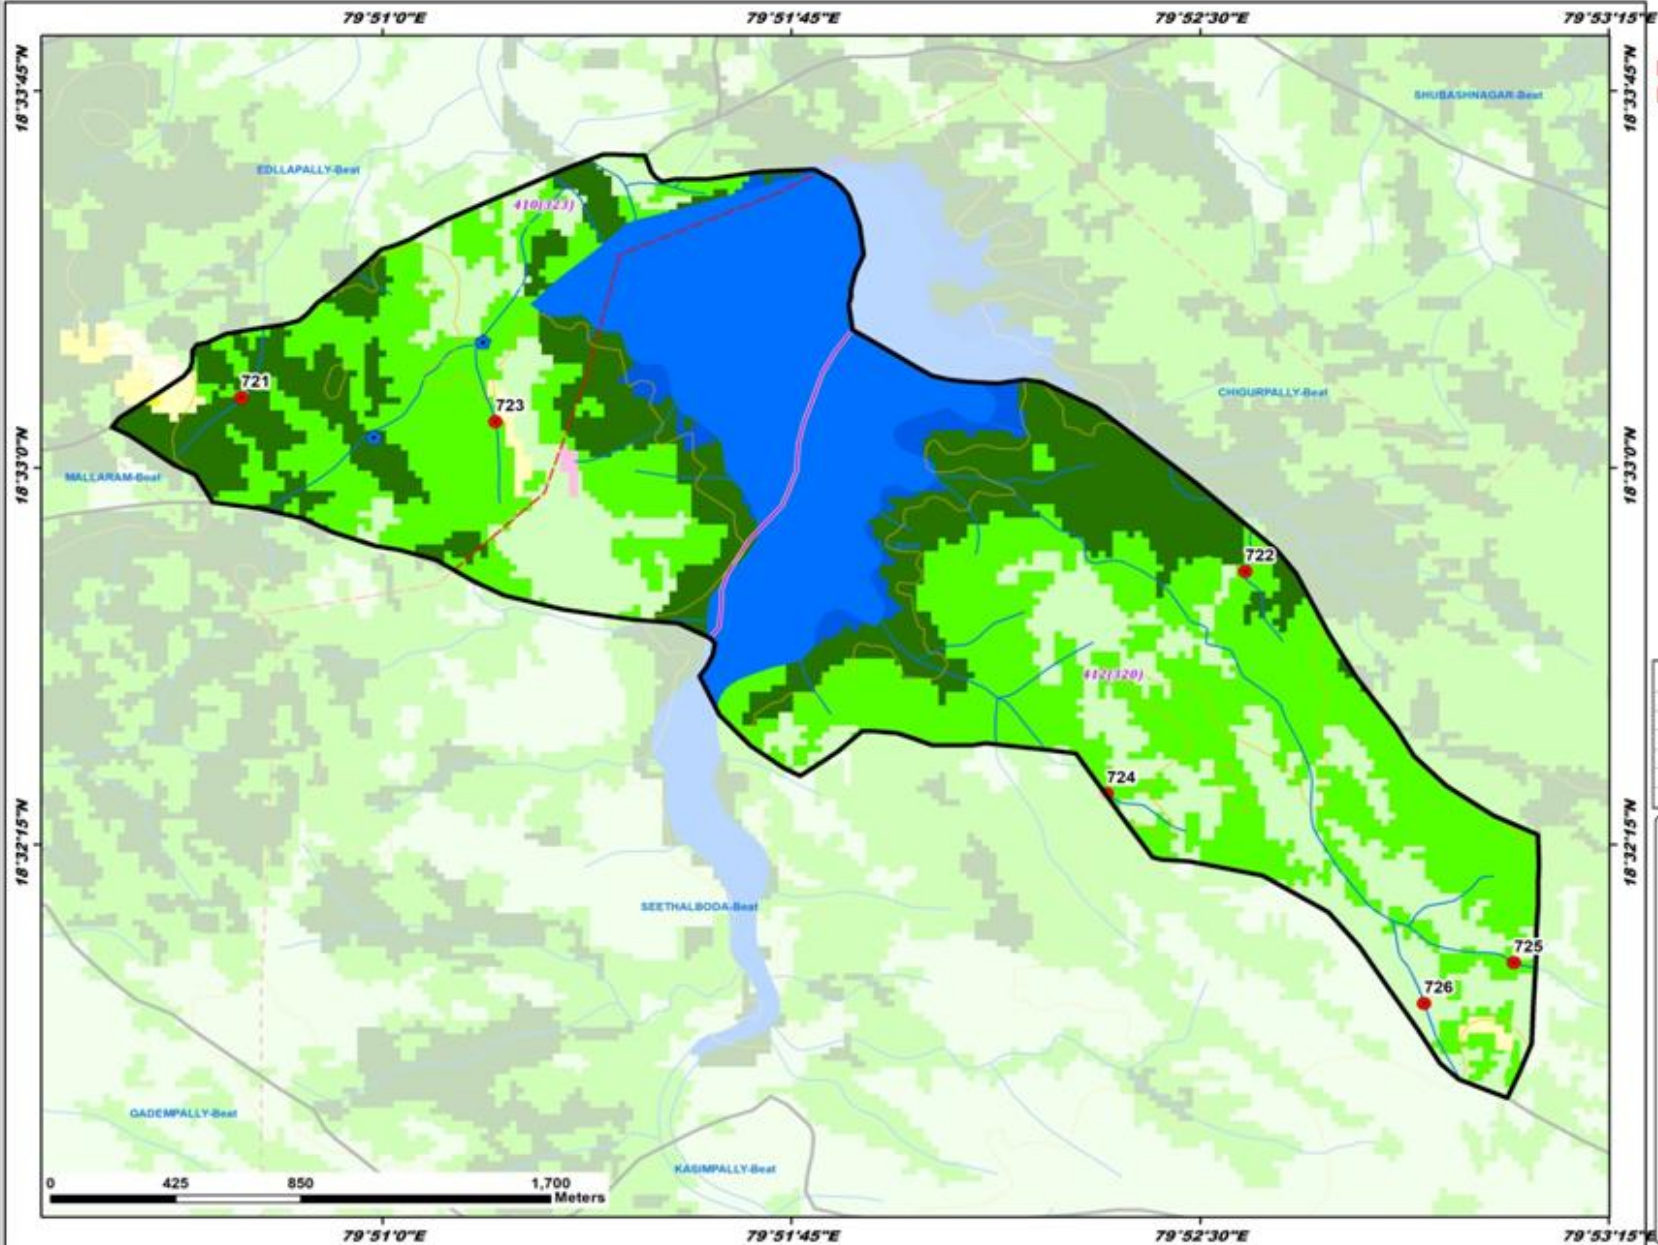 79°51'0"E
79°51'45"E
79°52'30"E
79°53'15"E
18°33'45"N
18°33'45"N
SHUBASHNAGAR-Beat
EDLLAPALLY-Beat
410(323)
721
CHIGURPALLY-Beat
723
18°33'0"N
18°33'0"N
MALLARAM-Beat
722
412(320)
724
18°32'15"N
18°32'15"N
SEETHALBODA-Beat
725
726
GADEMPALLY-Beat
KASIMPALLY-Beat
0 425 850 1,700
Meters
79°51'0"E
79°51'45"E
79°52'30"E
79°53'15"E